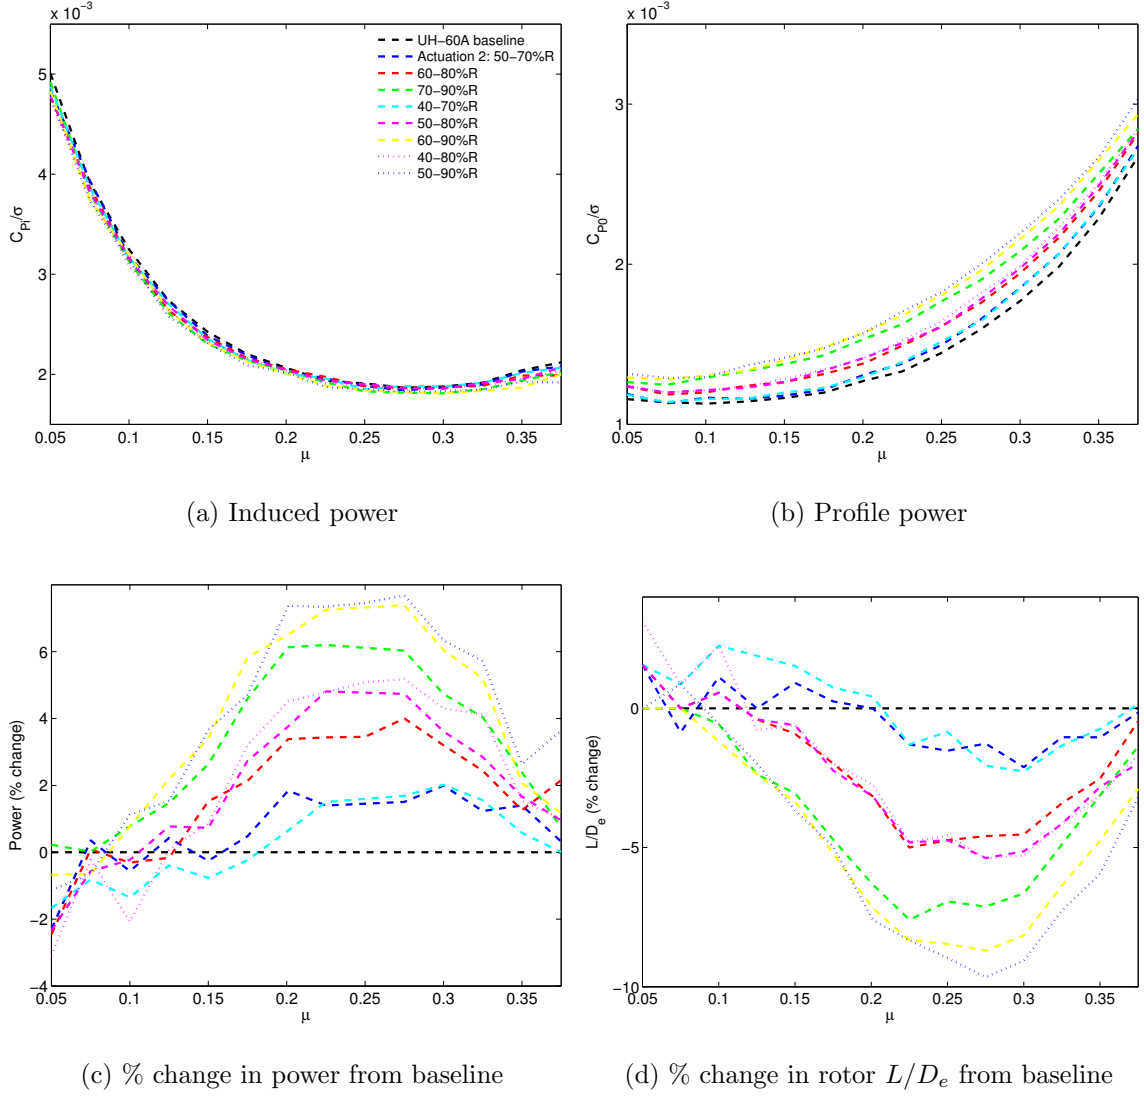 x 10⁻³
5
4
3
2
C_Pi/σ
0.05 0.1 0.15 0.2 0.25 0.3 0.35
μ
UH−60A baseline
Actuation 2: 50−70%R
60−80%R
70−90%R
40−70%R
50−80%R
60−90%R
40−80%R
50−90%R
(a) Induced power
x 10⁻³
3
2
1
C_P0/σ
0.05 0.1 0.15 0.2 0.25 0.3 0.35
μ
(b) Profile power
6
4
2
0
−2
−4
Power (% change)
0.05 0.1 0.15 0.2 0.25 0.3 0.35
μ
(c) % change in power from baseline
0
−5
−10
L/D_e (% change)
0.05 0.1 0.15 0.2 0.25 0.3 0.35
μ
(d) % change in rotor L/D_e from baseline